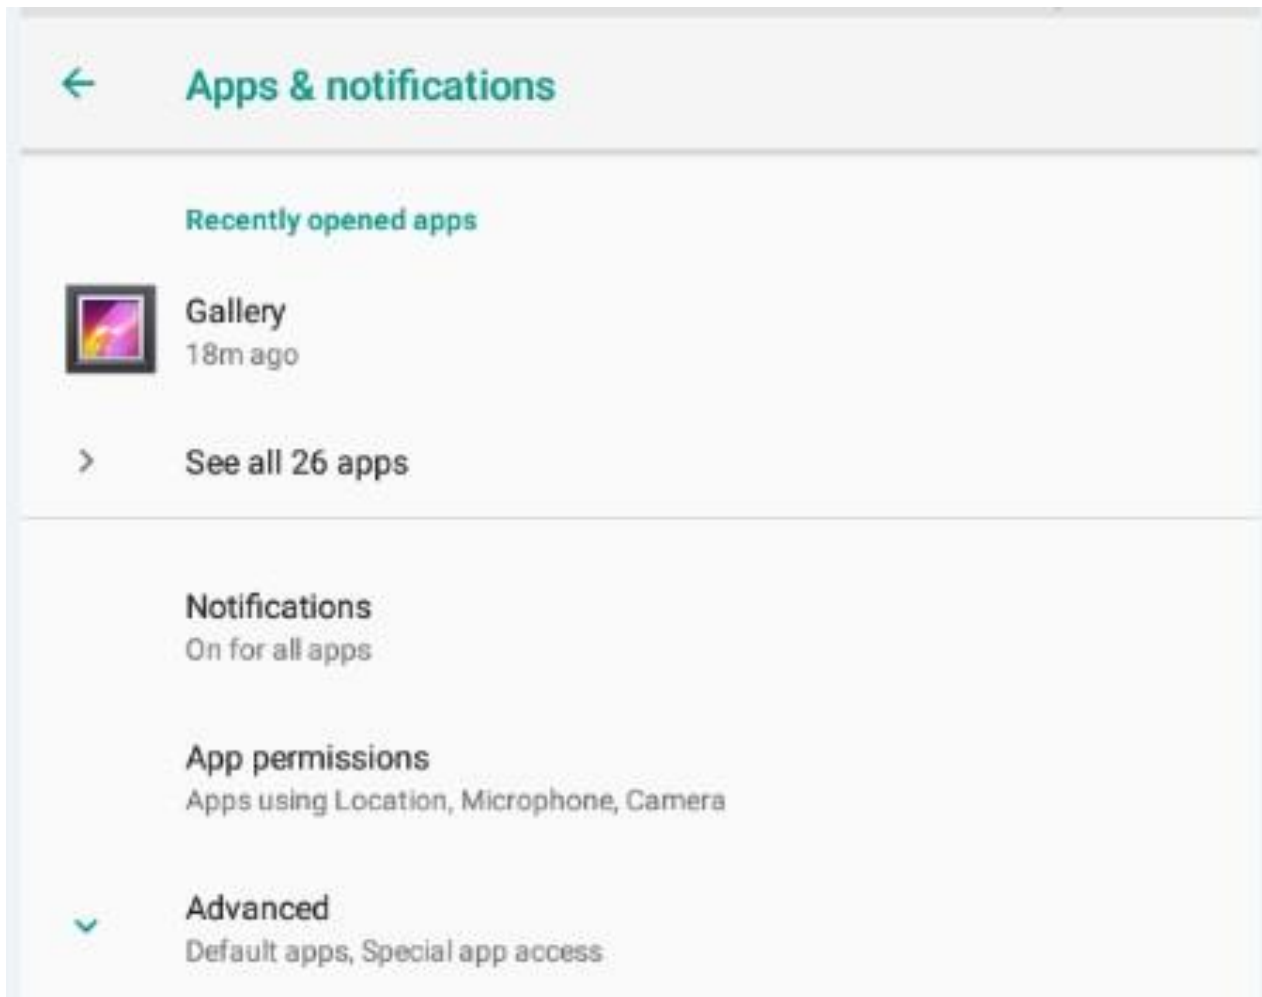 Apps & notifications
Recently opened apps
Gallery
18m ago
See all 26 apps
Notifications
On for all apps
App permissions
Apps using Location, Microphone, Camera
Advanced
Default apps, Special app access